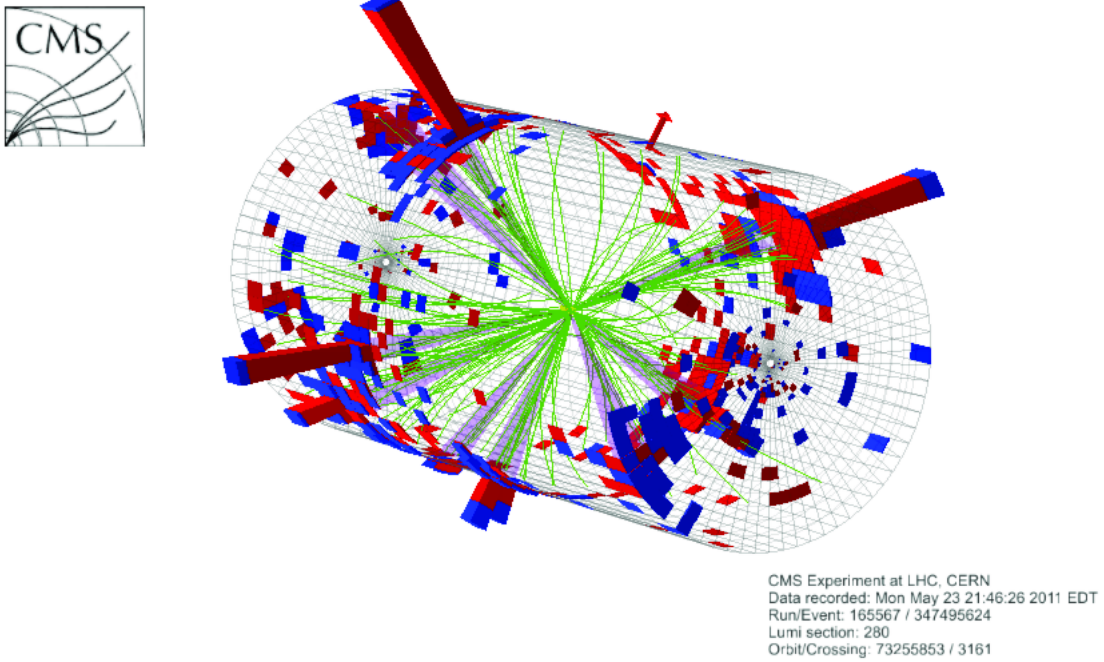 CMS
CMS Experiment at LHC, CERN
Data recorded: Mon May 23 21:46:26 2011 EDT
Run/Event: 165567 / 347495624
Lumi section: 280
Orbit/Crossing: 73255853 / 3161